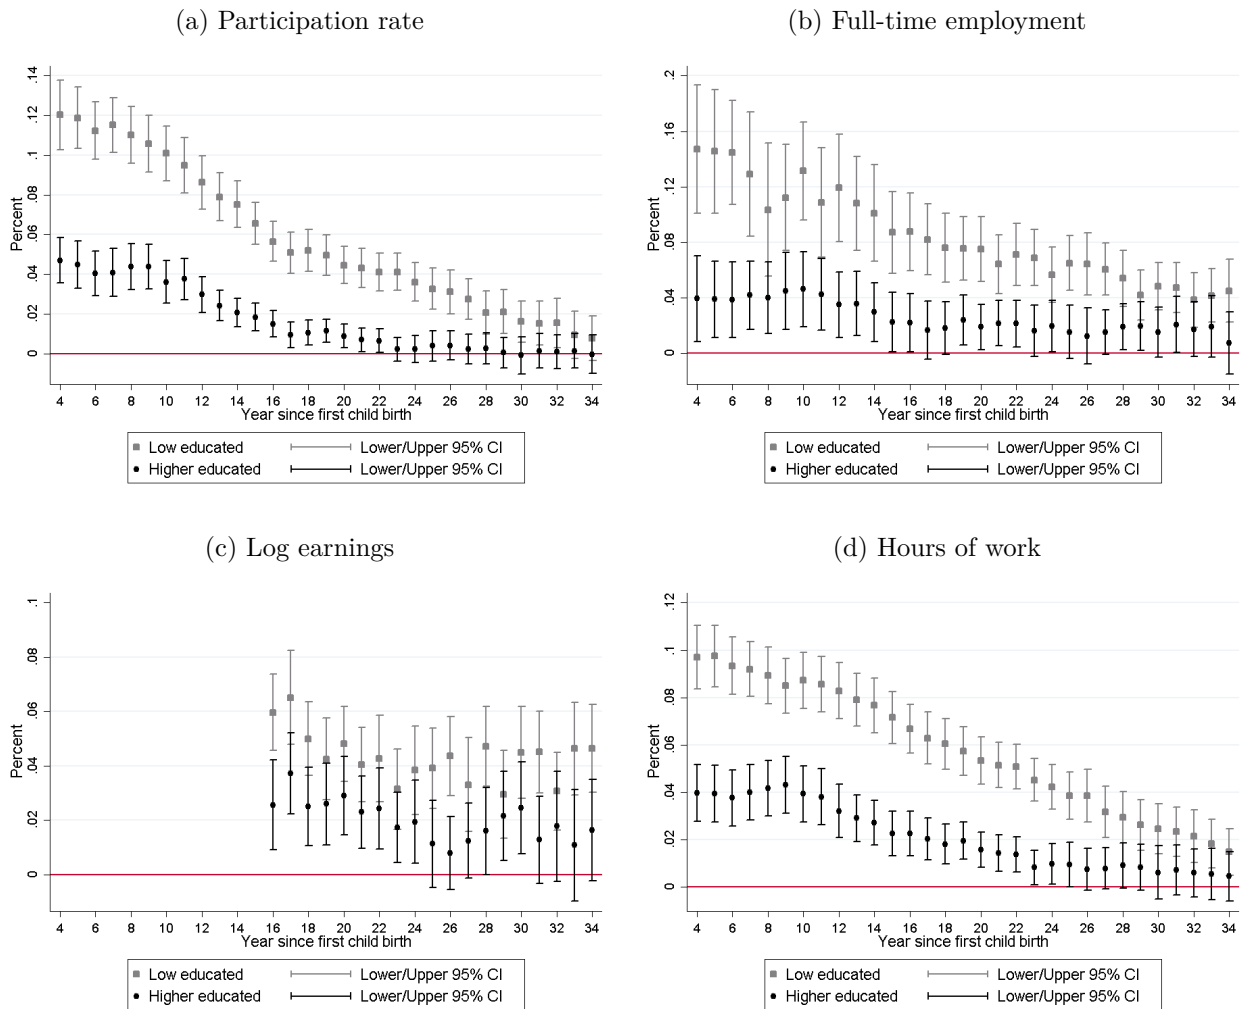 (a) Participation rate
Percent
.14
.12
.1
.08
.06
.04
.02
0
4 6 8 10 12 14 16 18 20 22 24 26 28 30 32 34
Year since first child birth
Low educated Lower/Upper 95% CI
Higher educated Lower/Upper 95% CI
(b) Full-time employment
Percent
.2
.16
.12
.08
.04
0
4 6 8 10 12 14 16 18 20 22 24 26 28 30 32 34
Year since first child birth
Low educated Lower/Upper 95% CI
Higher educated Lower/Upper 95% CI
(c) Log earnings
Percent
.1
.08
.06
.04
.02
0
4 6 8 10 12 14 16 18 20 22 24 26 28 30 32 34
Year since first child birth
Low educated Lower/Upper 95% CI
Higher educated Lower/Upper 95% CI
(d) Hours of work
Percent
.12
.1
.08
.06
.04
.02
0
4 6 8 10 12 14 16 18 20 22 24 26 28 30 32 34
Year since first child birth
Low educated Lower/Upper 95% CI
Higher educated Lower/Upper 95% CI